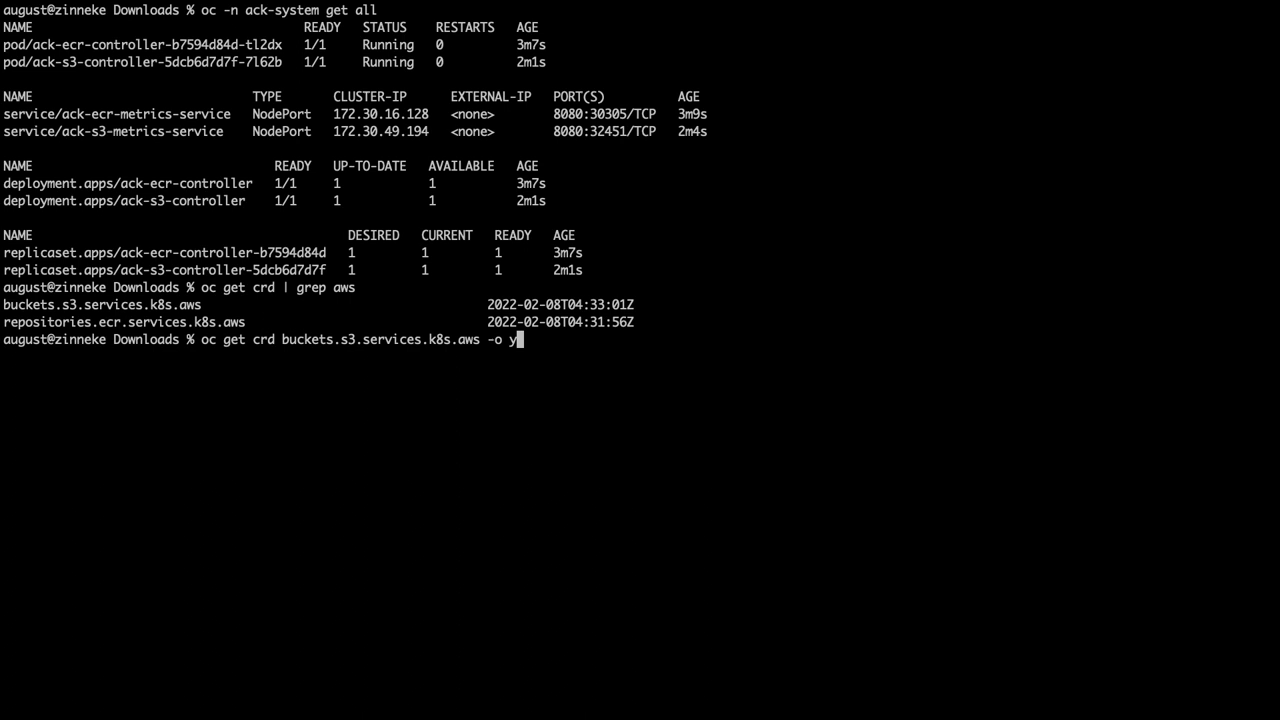 august@zinneke Downloads % oc -n ack-system get all
NAME READY STATUS RESTARTS AGE
pod/ack-ecr-controller-b7594d84d-tl2dx 1/1 Running 0 3m7s
pod/ack-s3-controller-5dcb6d7d7f-7l62b 1/1 Running 0 2m1s
NAME TYPE CLUSTER-IP EXTERNAL-IP PORT(S) AGE
service/ack-ecr-metrics-service NodePort 172.30.16.128 <none> 8080:30305/TCP 3m9s
service/ack-s3-metrics-service NodePort 172.30.49.194 <none> 8080:32451/TCP 2m4s
NAME READY UP-TO-DATE AVAILABLE AGE
deployment.apps/ack-ecr-controller 1/1 1 1 3m7s
deployment.apps/ack-s3-controller 1/1 1 1 2m1s
NAME DESIRED CURRENT READY AGE
replicaset.apps/ack-ecr-controller-b7594d84d 1 1 1 3m7s
replicaset.apps/ack-s3-controller-5dcb6d7d7f 1 1 1 2m1s
august@zinneke Downloads % oc get crd | grep aws
buckets.s3.services.k8s.aws 2022-02-08T04:33:01Z
repositories.ecr.services.k8s.aws 2022-02-08T04:31:56Z
august@zinneke Downloads % oc get crd buckets.s3.services.k8s.aws -o y